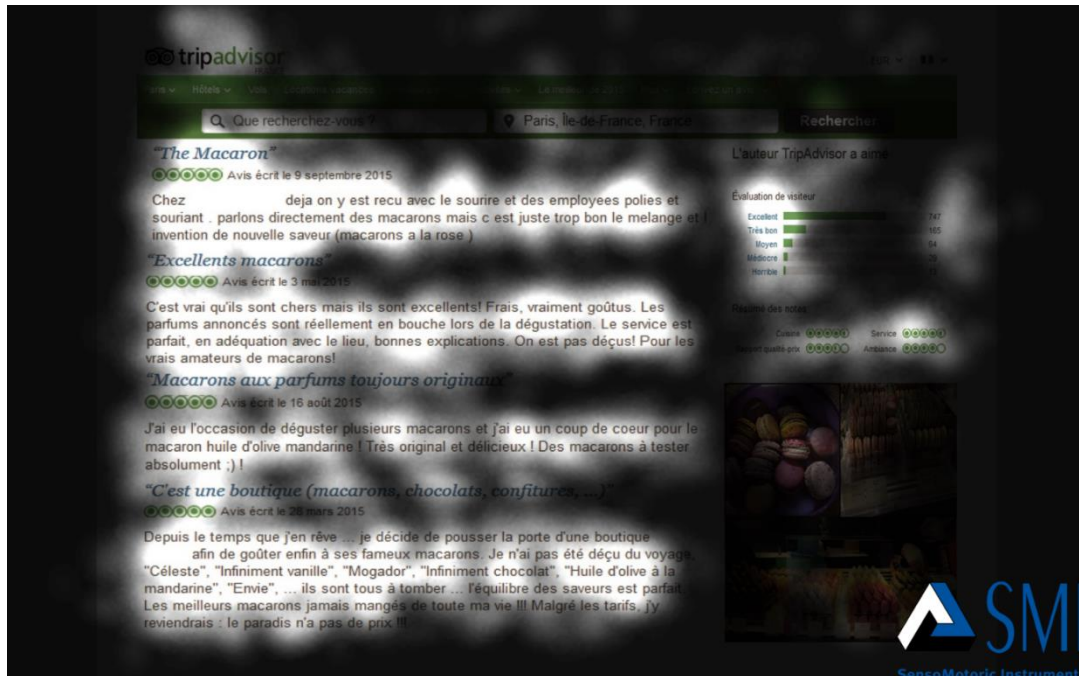 tripadvisor
Hôtels Vols
Que recherchez-vous ? Paris, Île-de-France, France Rechercher
“The Macaron”
Avis écrit le 9 septembre 2015
Chez deja on y est recu avec le sourire et des employees polies et
souriant . parlons directement des macarons mais c est juste trop bon le melange et l
invention de nouvelle saveur (macarons a la rose )
“Excellents macarons”
Avis écrit le 3 mai 2015
C'est vrai qu'ils sont chers mais ils sont excellents! Frais, vraiment goûtus. Les
parfums annoncés sont réellement en bouche lors de la dégustation. Le service est
parfait, en adéquation avec le lieu, bonnes explications. On est pas déçus! Pour les
vrais amateurs de macarons!
“Macarons aux parfums toujours originaux”
Avis écrit le 16 août 2015
J'ai eu l'occasion de déguster plusieurs macarons et j'ai eu un coup de coeur pour le
macaron huile d'olive mandarine ! Très original et délicieux ! Des macarons à tester
absolument ;) !
“C'est une boutique (macarons, chocolats, confitures, ...)”
Avis écrit le 26 mars 2015
Depuis le temps que j'en rêve ... je décide de pousser la porte d'une boutique
afin de goûter enfin à ses fameux macarons. Je n'ai pas été déçu du voyage.
"Céleste", "Infiniment vanille", "Mogador", "Infiniment chocolat", "Huile d'olive à la
mandarine", "Envie", ... ils sont tous à tomber ... l'équilibre des saveurs est parfait.
Les meilleurs macarons jamais mangés de toute ma vie !!! Malgré les tarifs, j'y
reviendrais : le paradis n'a pas de prix !!!
L'auteur TripAdvisor a aimé
Évaluation de visiteur
Excellent 747
Très bon 165
Moyen 64
Médiocre
Horrible
Résumé des notes
Cuisine Service
Rapport qualité-prix Ambiance
SMI
SensoMotoric Instruments